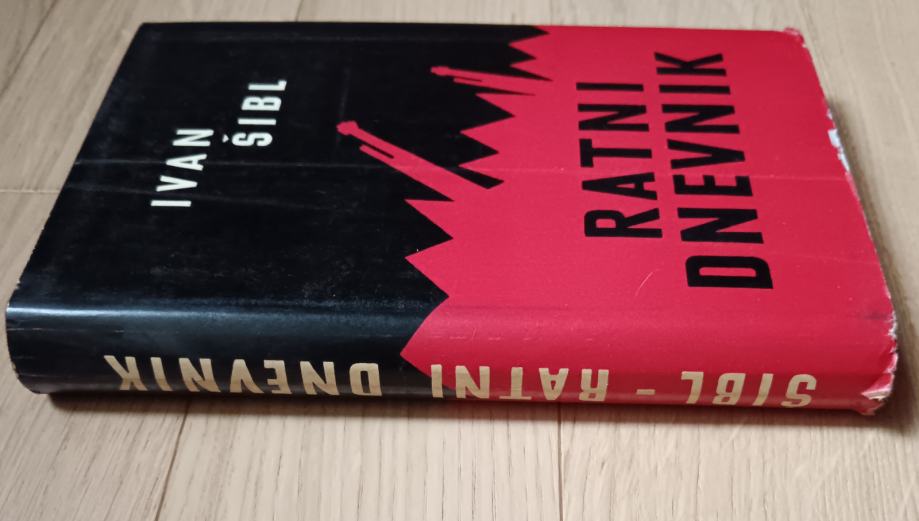 IVAN
ŠIBL
RATNI
DNEVNIK
ŠIBL - RATNI DNEVNIK